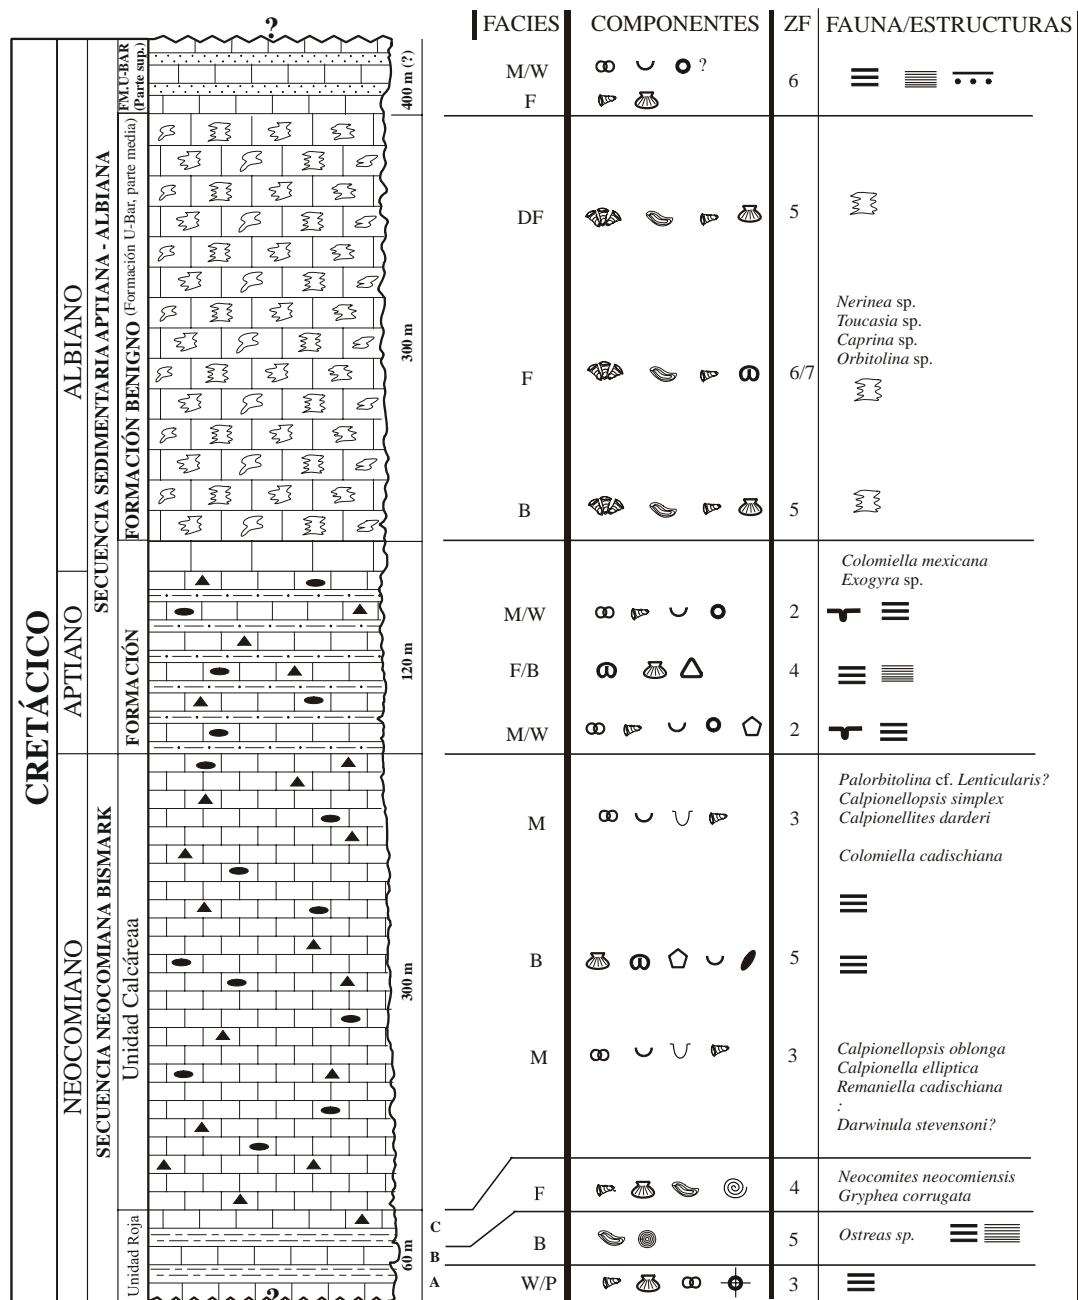 ?
FACIES
COMPONENTES
ZF
FAUNA/ESTRUCTURAS
CRETÁCICO
ALBIANO
APTIANO
NEOCOMIANO
SECUENCIA SEDIMENTARIA APTIANA - ALBIANA
SECUENCIA NEOCOMIANA BISMARK
FM. U-BAR
(Parte sup.)
FORMACIÓN BENIGNO (Formación U-Bar, parte media)
FORMACIÓN
Unidad Calcáreaa
Unidad Roja
400 m (?)
300 m
120 m
300 m
60 m
C
B
A
?
M/W
?
6
F
DF
5
Nerinea sp.
Toucasia sp.
Caprina sp.
Orbitolina sp.
F
6/7
B
5
Colomiella mexicana
Exogyra sp.
M/W
2
F/B
4
M/W
2
Palorbitolina cf. Lenticularis?
Calpionellopsis simplex
Calpionellites darderi
M
3
Colomiella cadischiana
B
5
M
3
Calpionellopsis oblonga
Calpionella elliptica
Remaniella cadischiana
:
Darwinula stevensoni?
F
4
Neocomites neocomiensis
Gryphea corrugata
B
5
Ostreas sp.
W/P
3